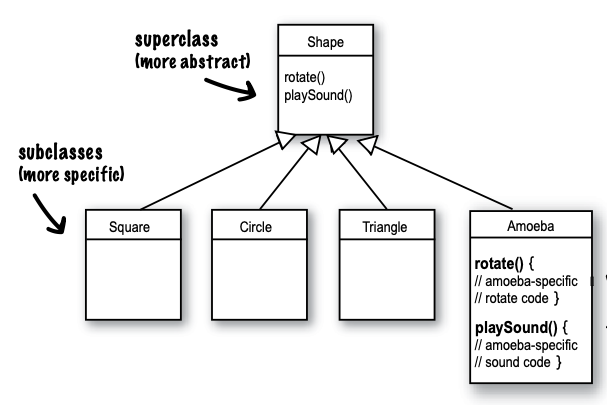 superclass
(more abstract)
Shape
rotate()
playSound()
subclasses
(more specific)
Square
Circle
Triangle
Amoeba
rotate() {
// amoeba-specific
// rotate code }
playSound() {
// amoeba-specific
// sound code }